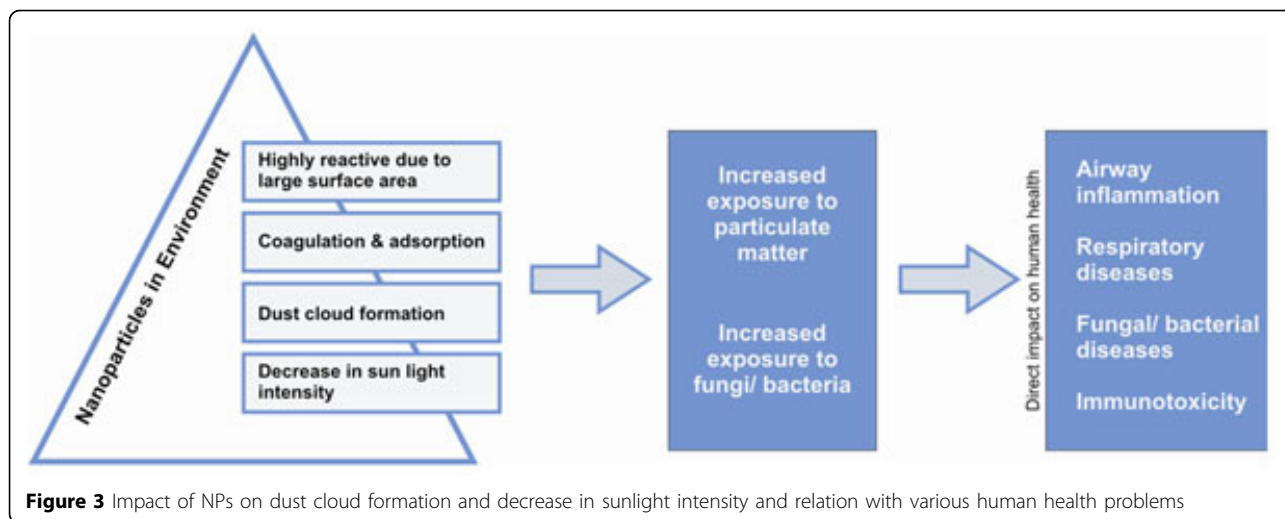 Nanoparticles in Environment
Highly reactive due to
large surface area
Coagulation & adsorption
Dust cloud formation
Decrease in sun light
intensity
Increased
exposure to
particulate
matter
Increased
exposure to
fungi/ bacteria
Direct impact on human health
Airway
inflammation
Respiratory
diseases
Fungal/ bacterial
diseases
Immunotoxicity
Figure 3 Impact of NPs on dust cloud formation and decrease in sunlight intensity and relation with various human health problems